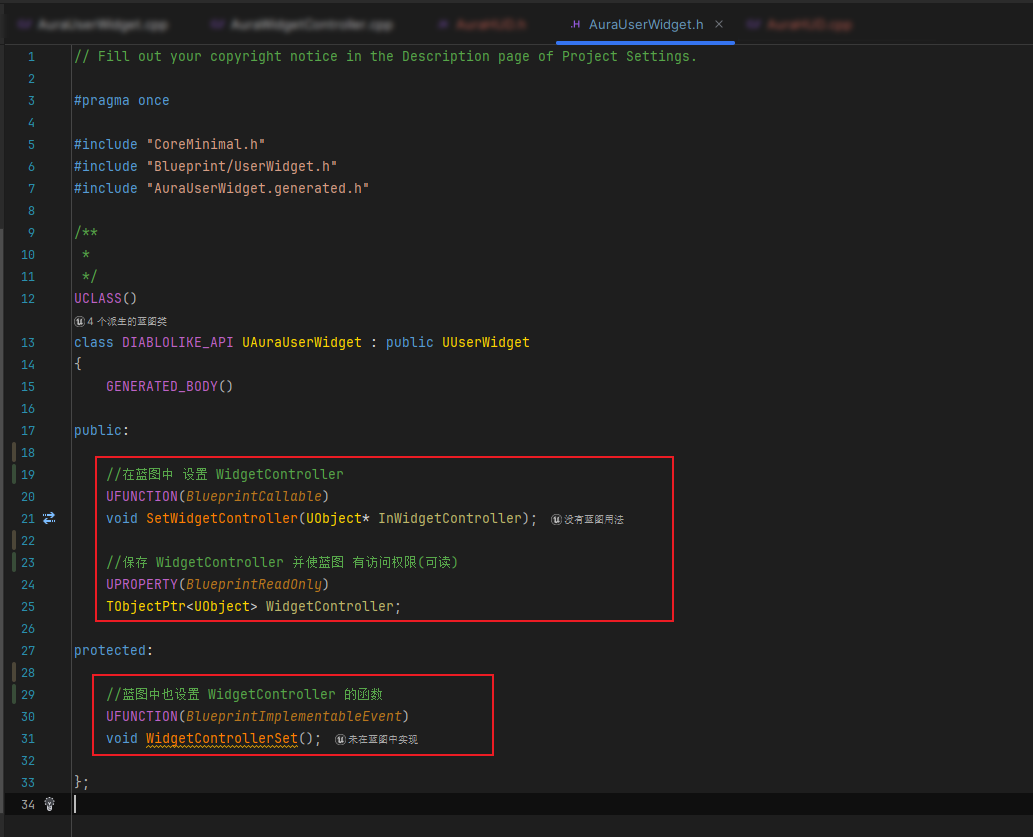 AuraUserWidget.cpp
AuraWidgetController.cpp
AuraHUD.h
.H AuraUserWidget.h ×
AuraHUD.cpp
1 // Fill out your copyright notice in the Description page of Project Settings.
2
3 #pragma once
4
5 #include "CoreMinimal.h"
6 #include "Blueprint/UserWidget.h"
7 #include "AuraUserWidget.generated.h"
8
9 /**
10 *
11 */
12 UCLASS()
4 个派生的蓝图类
13 class DIABLOLIKE_API UAuraUserWidget : public UUserWidget
14 {
15 GENERATED_BODY()
16
17 public:
18
19 //在蓝图中 设置 WidgetController
20 UFUNCTION(BlueprintCallable)
21 void SetWidgetController(UObject* InWidgetController); 没有蓝图用法
22
23 //保存 WidgetController 并使蓝图 有访问权限(可读)
24 UPROPERTY(BlueprintReadOnly)
25 TObjectPtr<UObject> WidgetController;
26
27 protected:
28
29 //蓝图中也设置 WidgetController 的函数
30 UFUNCTION(BlueprintImplementableEvent)
31 void WidgetControllerSet(); 未在蓝图中实现
32
33 };
34